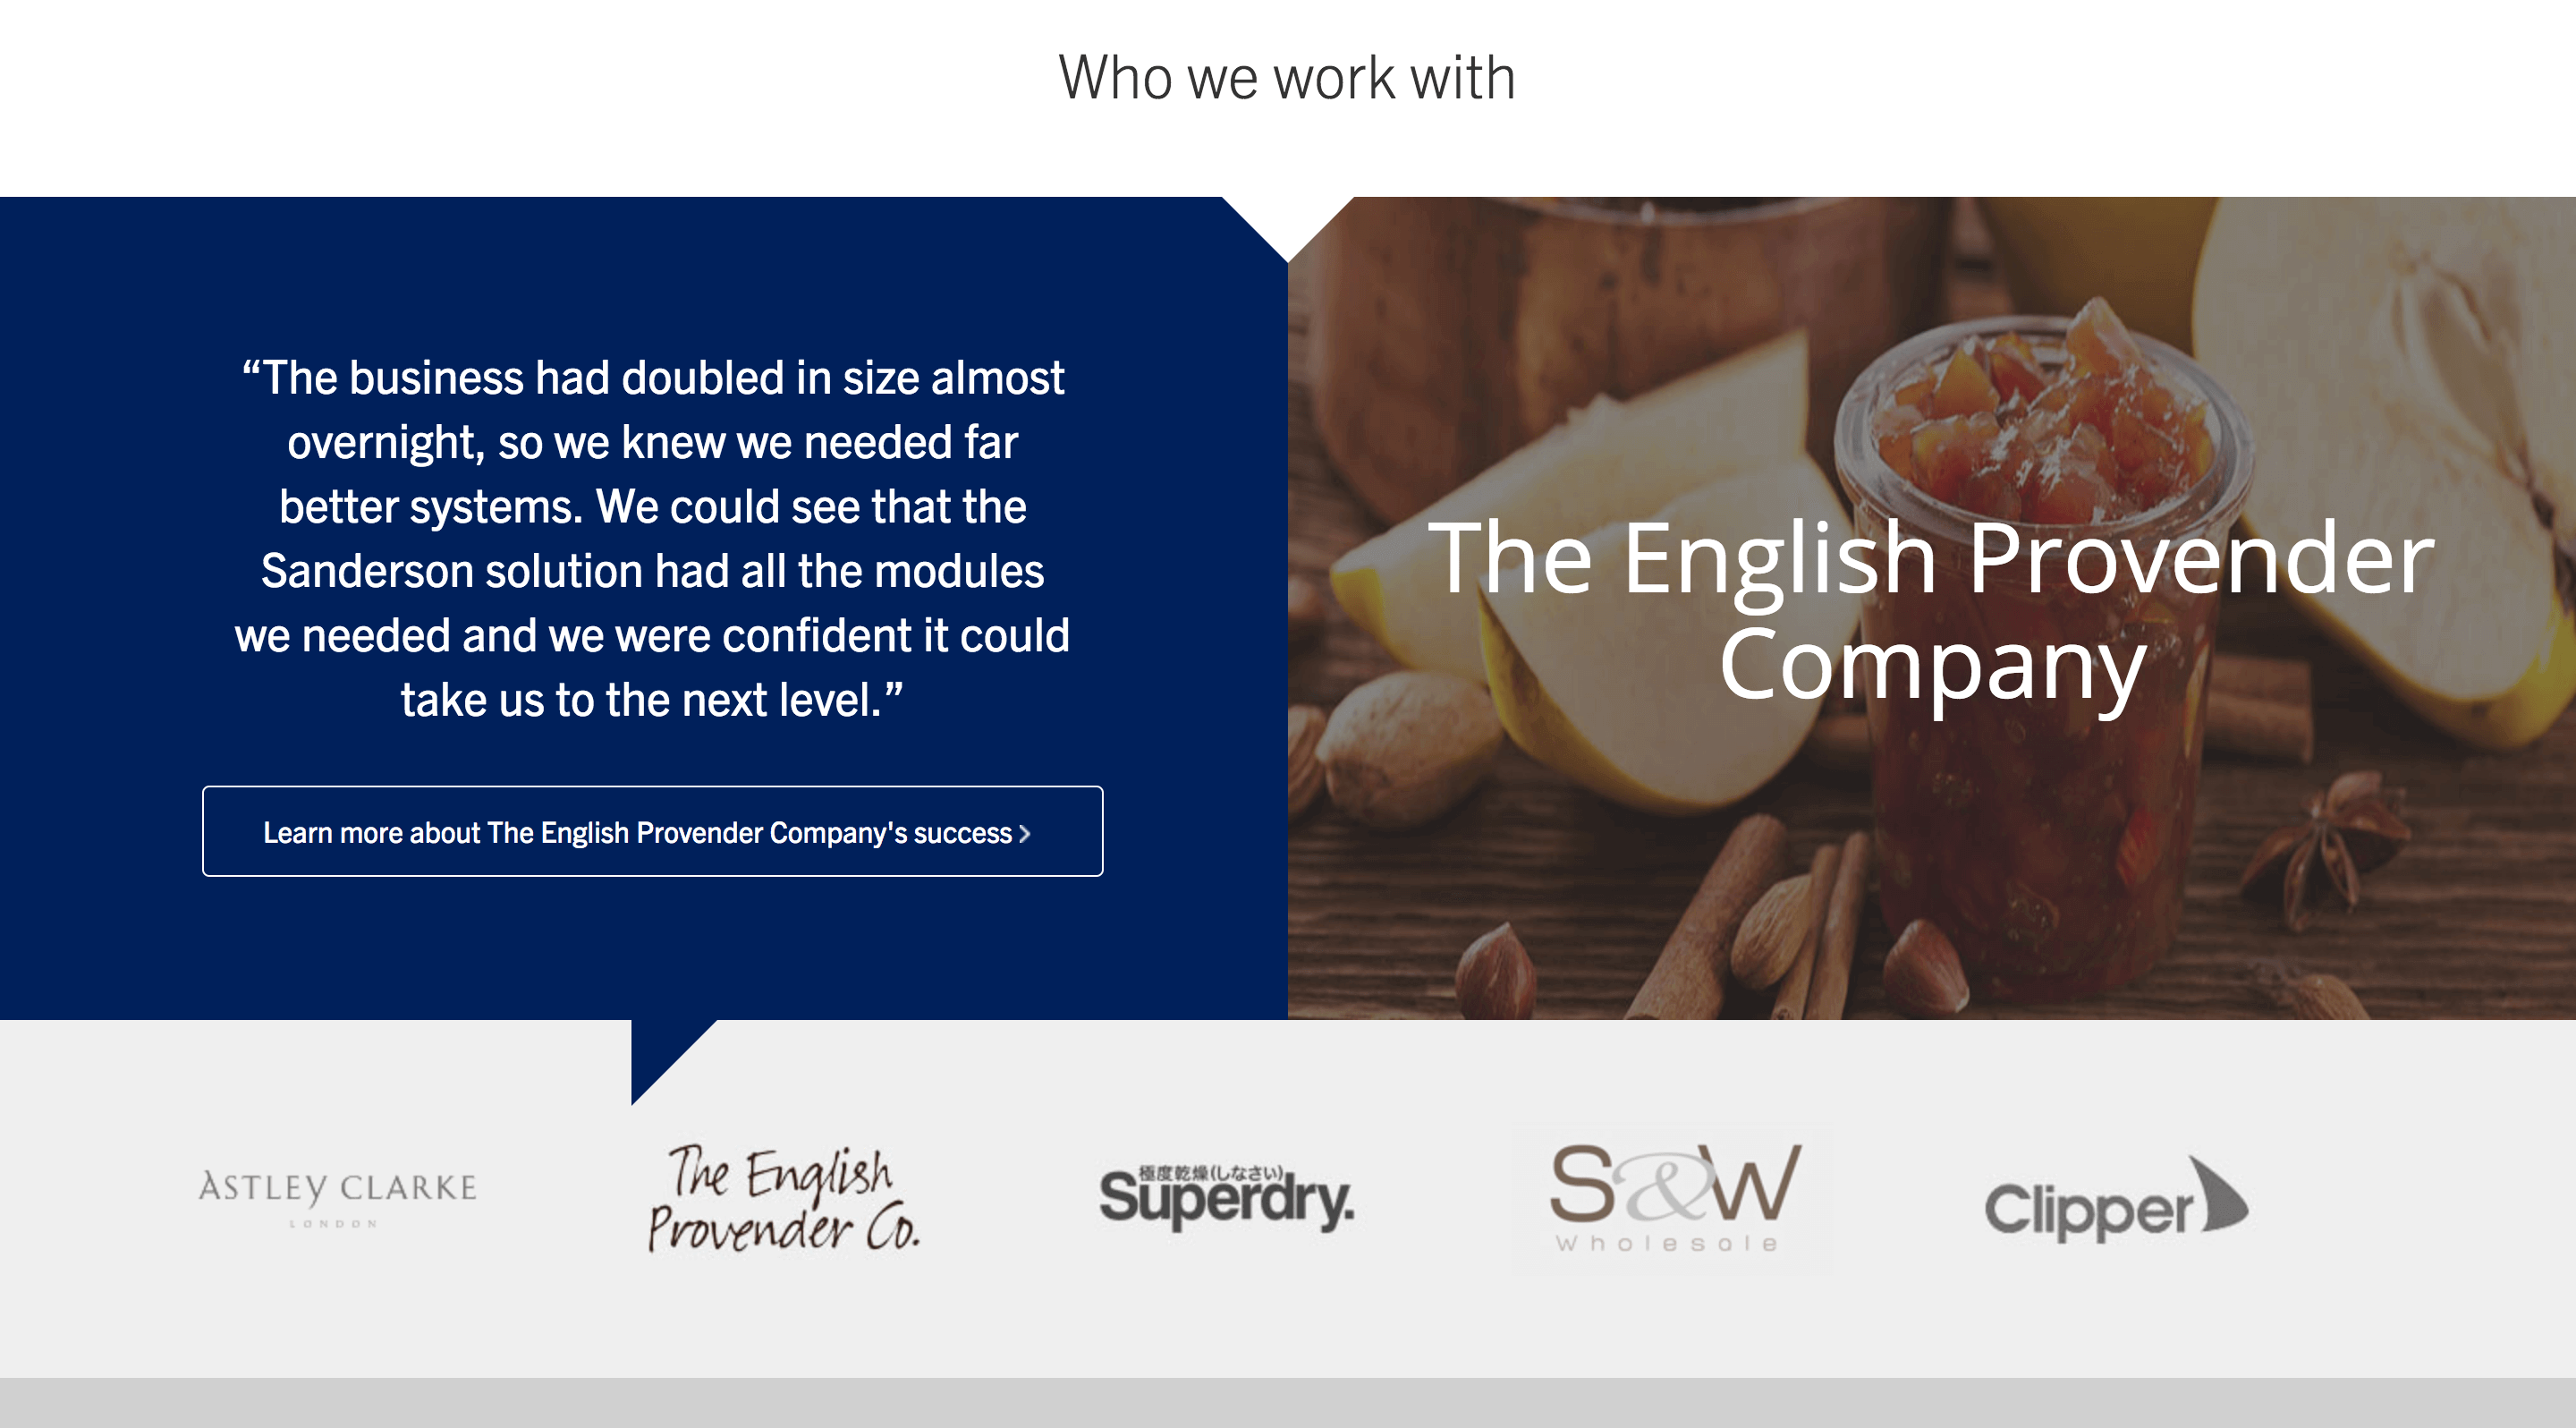 Who we work with
“The business had doubled in size almost
overnight, so we knew we needed far
better systems. We could see that the
Sanderson solution had all the modules
we needed and we were confident it could
take us to the next level.”
Learn more about The English Provender Company's success >
The English Provender
Company
ASTLEY CLARKE
LONDON
The English
Provender Co.
極度乾燥(しなさい)
Superdry.
S&W
Wholesale
Clipper